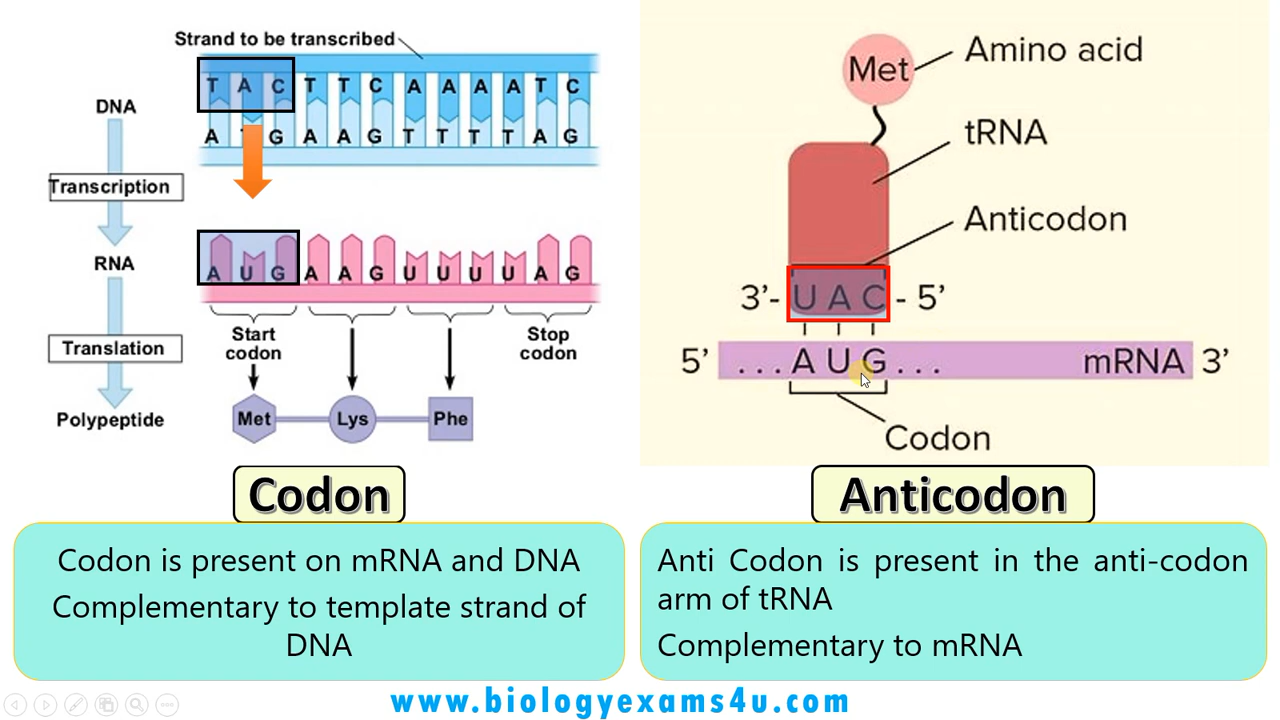 Strand to be transcribed
T A C T T C A A A A T C
A T G A A G T T T T A G
DNA
Transcription
RNA
Translation
Polypeptide
A U G A A G U U U U A G
Start
codon
Stop
codon
Met
Lys
Phe
Codon
Codon is present on mRNA and DNA
Complementary to template strand of
DNA
Met
Amino acid
tRNA
Anticodon
3’- U A C - 5’
5’ ...A U G... mRNA 3’
Codon
Anticodon
Anti Codon is present in the anti-codon
arm of tRNA
Complementary to mRNA
www.biologyexams4u.com